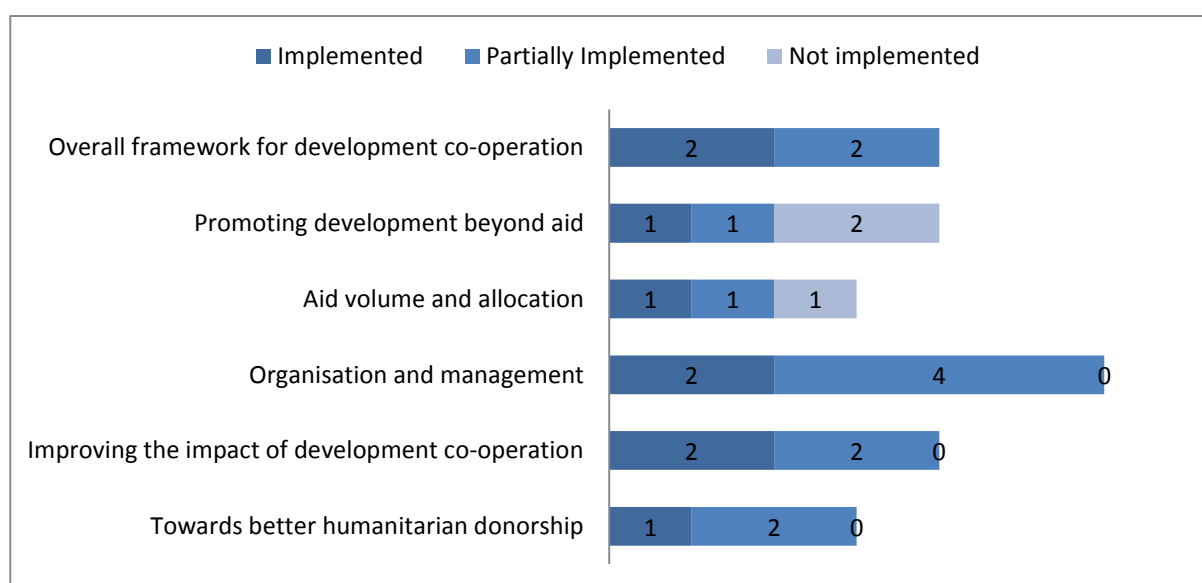 Implemented Partially Implemented Not implemented
Overall framework for development co-operation 2 2
Promoting development beyond aid 1 1 2
Aid volume and allocation 1 1 1
Organisation and management 2 4 0
Improving the impact of development co-operation 2 2 0
Towards better humanitarian donorship 1 2 0